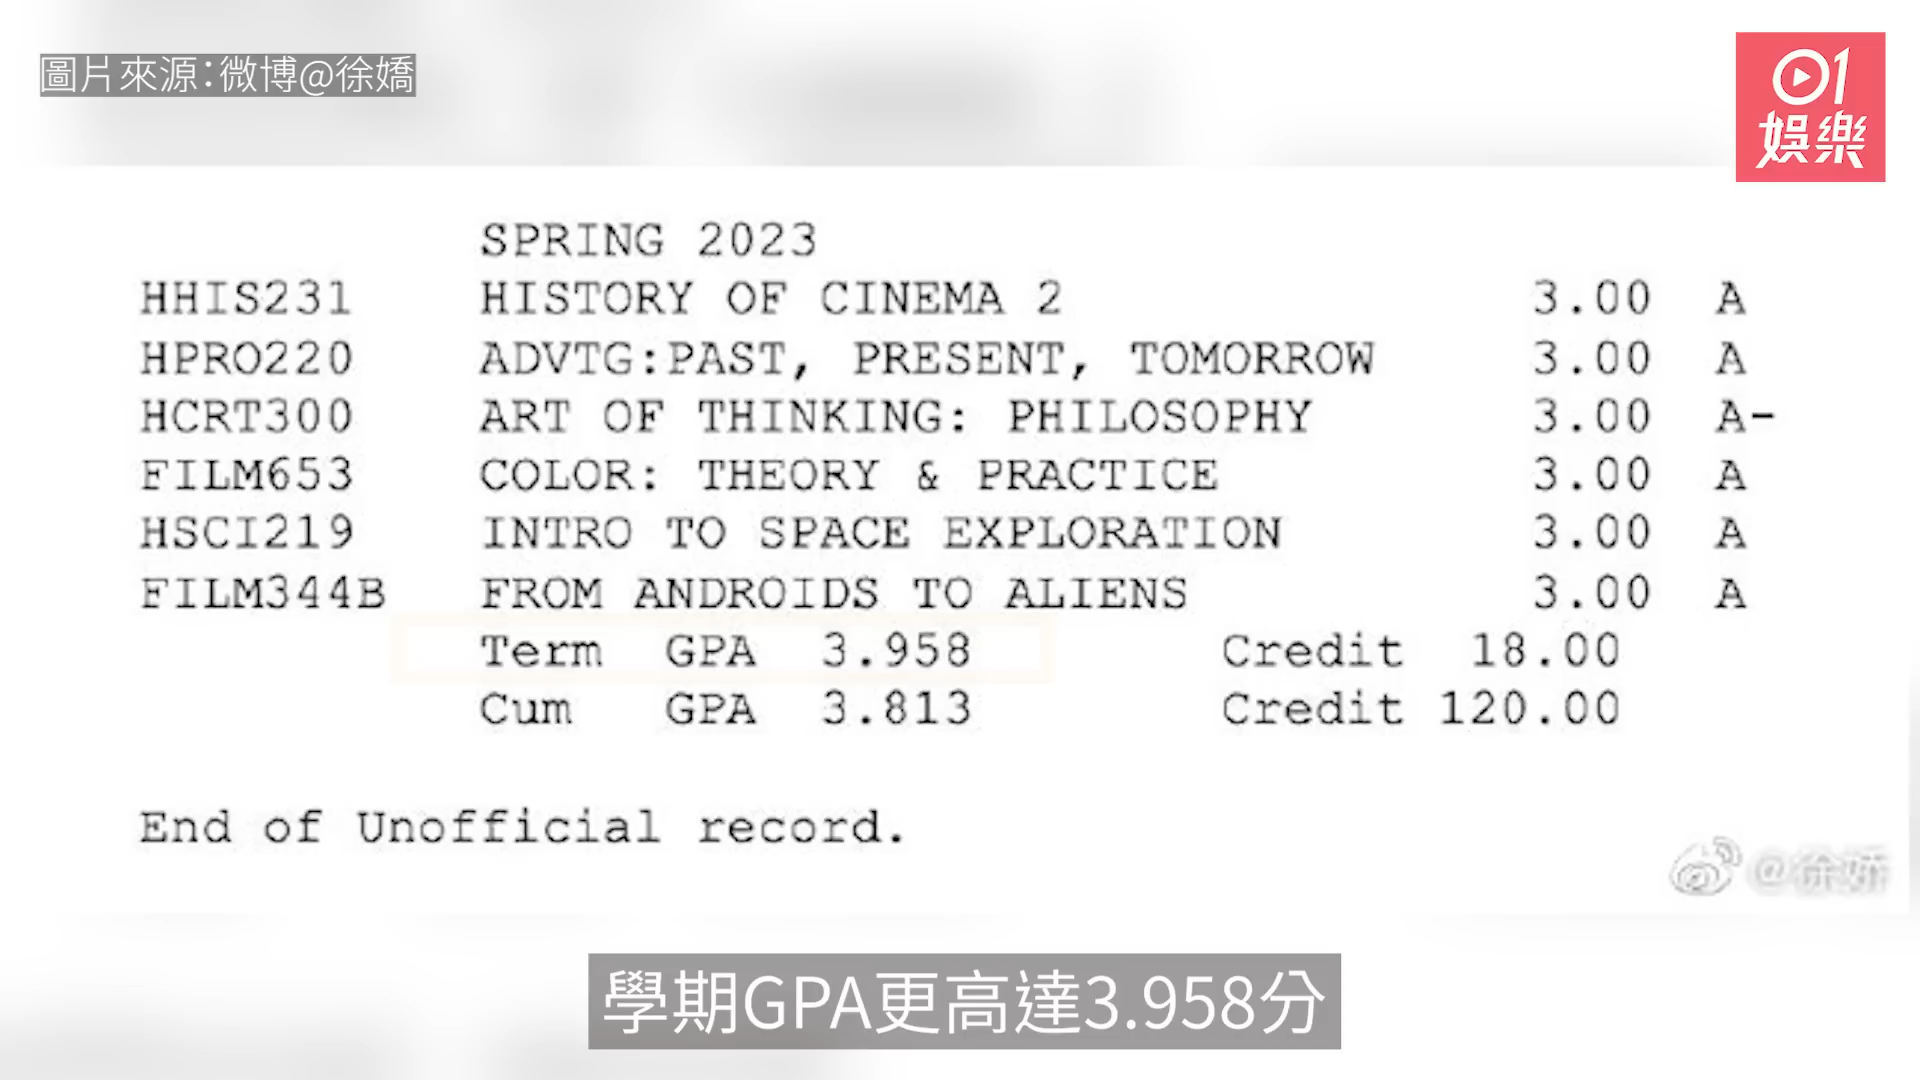 圖片來源：微博@徐嬌
01
娛樂
SPRING 2023
HHIS231 HISTORY OF CINEMA 2 3.00 A
HPRO220 ADVTG:PAST, PRESENT, TOMORROW 3.00 A
HCRT300 ART OF THINKING: PHILOSOPHY 3.00 A-
FILM653 COLOR: THEORY & PRACTICE 3.00 A
HSCI219 INTRO TO SPACE EXPLORATION 3.00 A
FILM344B FROM ANDROIDS TO ALIENS 3.00 A
Term GPA 3.958 Credit 18.00
Cum GPA 3.813 Credit 120.00
End of Unofficial record.
@徐娇
學期GPA更高達3.958分